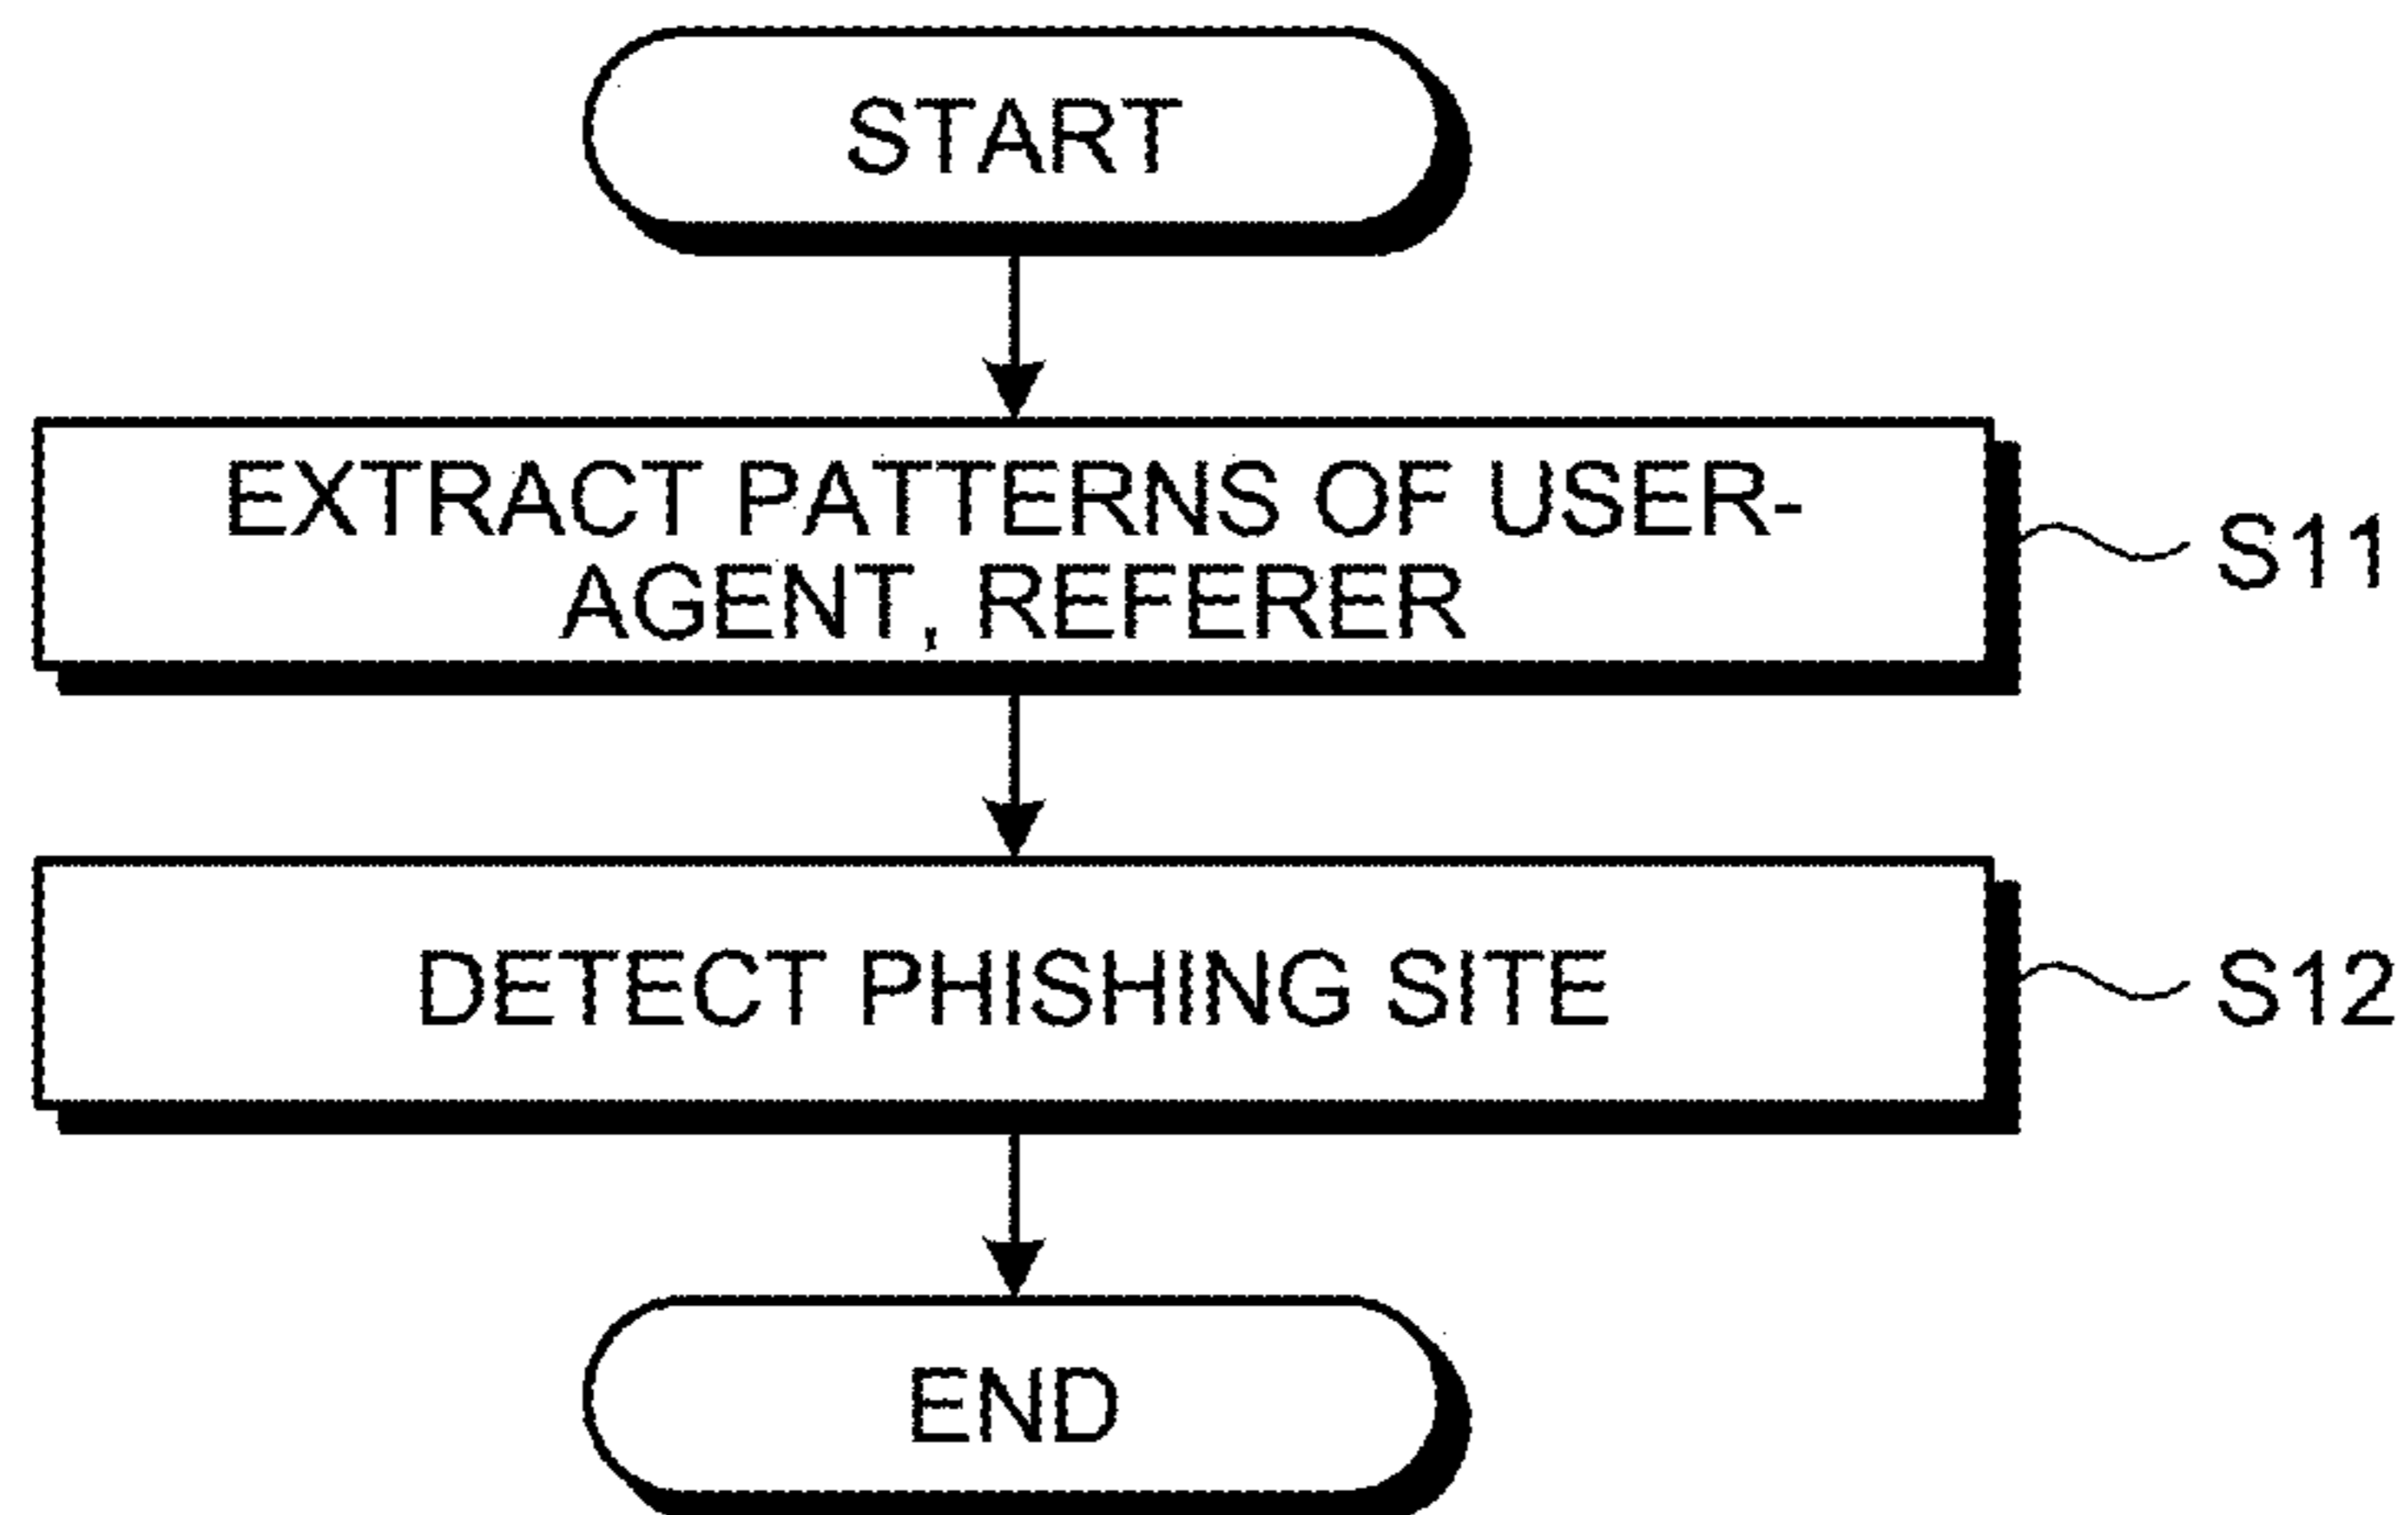 START
EXTRACT PATTERNS OF USER-
AGENT, REFERER
S11
DETECT PHISHING SITE
S12
END